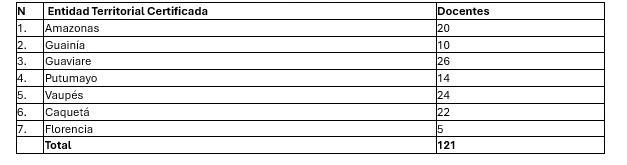 N Entidad Territorial Certificada Docentes
1. Amazonas 20
2. Guainía 10
3. Guaviare 26
4. Putumayo 14
5. Vaupés 24
6. Caquetá 22
7. Florencia 5
Total 121